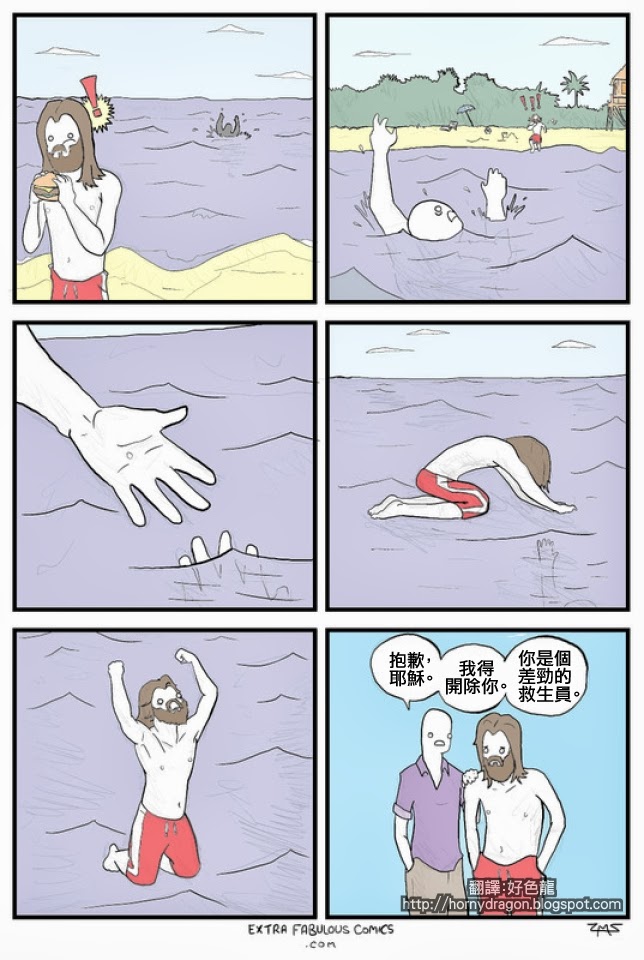 !
!!!
抱歉，
耶穌。
我得
開除你。
你是個
差勁的
救生員。
翻譯:好色龍
http://hornydragon.blogspot.com
EXTRA FABULOUS COMICS
.COM
ZMS